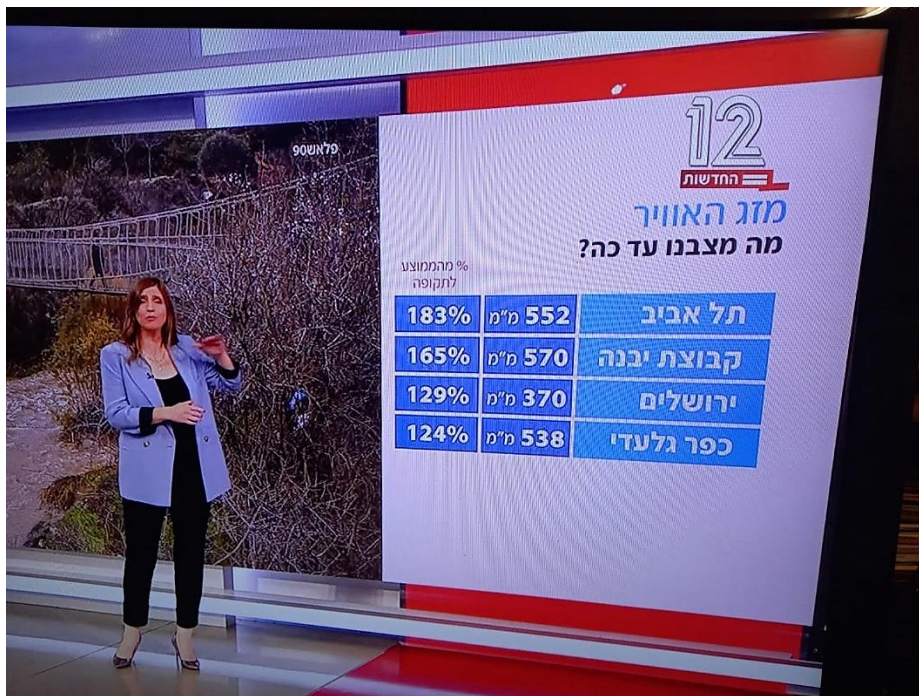 פלאש90
12
החדשות
מזג האוויר
מה מצבנו עד כה?
% מהממוצע
לתקופה
תל אביב 552 מ"מ 183%
קבוצת יבנה 570 מ"מ 165%
ירושלים 370 מ"מ 129%
כפר גלעדי 538 מ"מ 124%